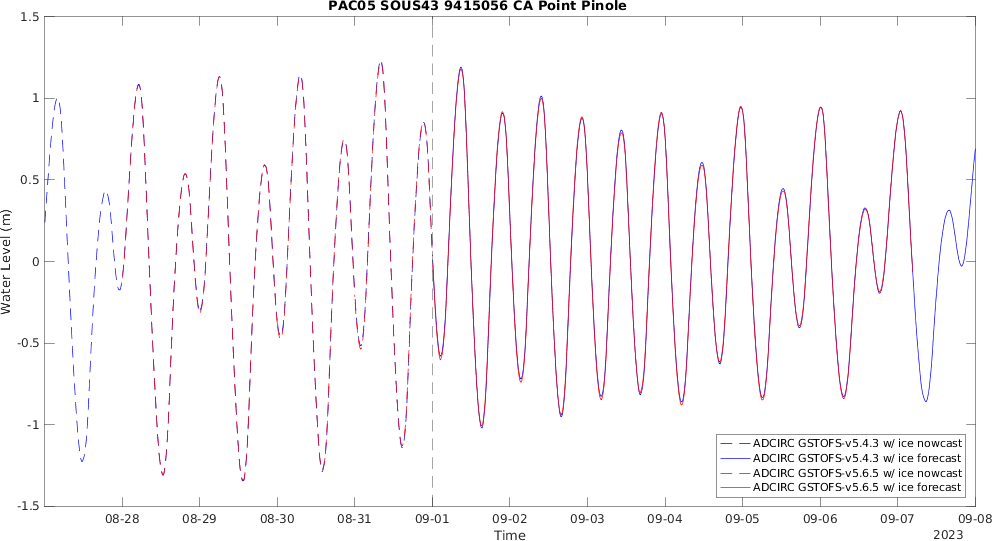 PAC05 SOUS43 9415056 CA Point Pinole
1.5
1
0.5
0
-0.5
-1
-1.5
Water Level (m)
ADCIRC GSTOFS-v5.4.3 w/ ice nowcast
ADCIRC GSTOFS-v5.4.3 w/ ice forecast
ADCIRC GSTOFS-v5.6.5 w/ ice nowcast
ADCIRC GSTOFS-v5.6.5 w/ ice forecast
08-28 08-29 08-30 08-31 09-01 09-02 09-03 09-04 09-05 09-06 09-07 09-08
Time
2023